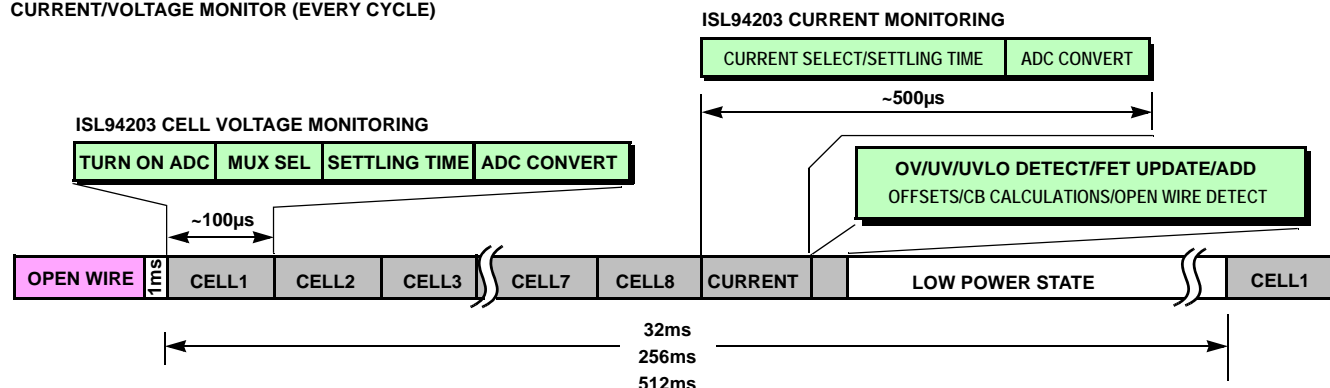 CURRENT/VOLTAGE MONITOR (EVERY CYCLE)
ISL94203 CURRENT MONITORING
CURRENT SELECT/SETTLING TIME
ADC CONVERT
~500µs
ISL94203 CELL VOLTAGE MONITORING
TURN ON ADC
MUX SEL
SETTLING TIME
ADC CONVERT
OV/UV/UVLO DETECT/FET UPDATE/ADD
OFFSETS/CB CALCULATIONS/OPEN WIRE DETECT
~100µs
OPEN WIRE
1ms
CELL1
CELL2
CELL3
CELL7
CELL8
CURRENT
LOW POWER STATE
CELL1
32ms
256ms
512ms